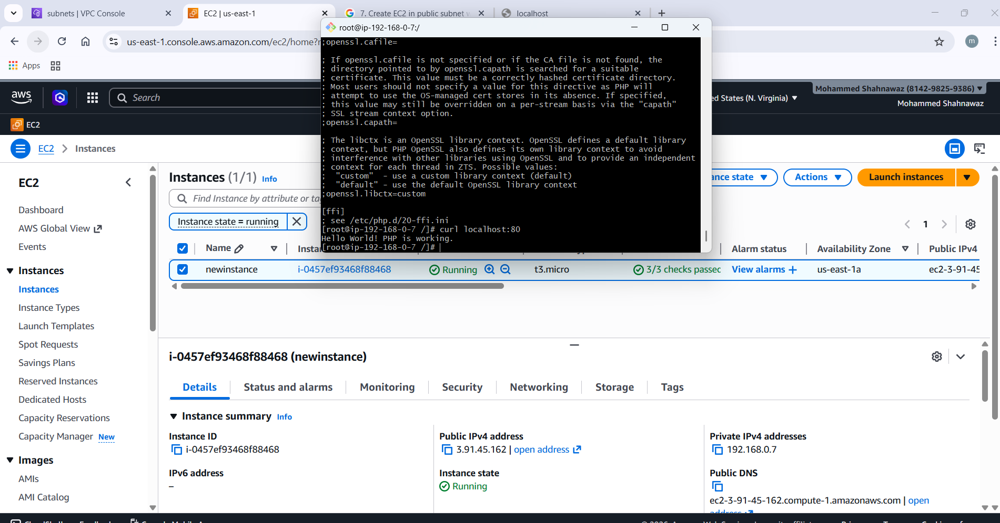 subnets | VPC Console
EC2 | us-east-1
7. Create EC2 in public subnet w
localhost
us-east-1.console.aws.amazon.com/ec2/home?r
m
Apps
root@ip-192-168-0-7:/
;openssl.cafile=
; If openssl.cafile is not specified or if the CA file is not found, the
; directory pointed to by openssl.capath is searched for a suitable
; certificate. This value must be a correctly hashed certificate directory.
; Most users should not specify a value for this directive as PHP will
; attempt to use the OS-managed cert stores in its absence. If specified,
; this value may still be overridden on a per-stream basis via the "capath"
; SSL stream context option.
;openssl.capath=
; The libctx is an OpenSSL library context. OpenSSL defines a default library
; context, but PHP OpenSSL also defines its own library context to avoid
; interference with other libraries using OpenSSL and to provide an independent
; context for each thread in ZTS. Possible values:
;  "custom"  - use a custom library context (default)
;  "default" - use the default OpenSSL library context
;openssl.libctx=custom
[ffi]
; see /etc/php.d/20-ffi.ini
[root@ip-192-168-0-7 /]# curl localhost:80
Hello World! PHP is working.
[root@ip-192-168-0-7 /]#
aws
Search
ed States (N. Virginia)
Mohammed Shahnawaz (8142-9825-9386)
Mohammed Shahnawaz
EC2
EC2
Instances
EC2
Dashboard
AWS Global View
Events
Instances
Instances
Instance Types
Launch Templates
Spot Requests
Savings Plans
Reserved Instances
Dedicated Hosts
Capacity Reservations
Capacity Manager New
Images
AMIs
AMI Catalog
Instances (1/1) Info
nce state
Actions
Launch instances
Find Instance by attribute or ta
Instance state = running
1
Name
Insta
Alarm status
Availability Zone
Public IPv4
newinstance
i-0457ef93468f88468
Running
t3.micro
3/3 checks passed
View alarms +
us-east-1a
ec2-3-91-45
i-0457ef93468f88468 (newinstance)
Details
Status and alarms
Monitoring
Security
Networking
Storage
Tags
Instance summary Info
Instance ID
i-0457ef93468f88468
Public IPv4 address
3.91.45.162 | open address
Private IPv4 addresses
192.168.0.7
IPv6 address
–
Instance state
Running
Public DNS
ec2-3-91-45-162.compute-1.amazonaws.com | open
address